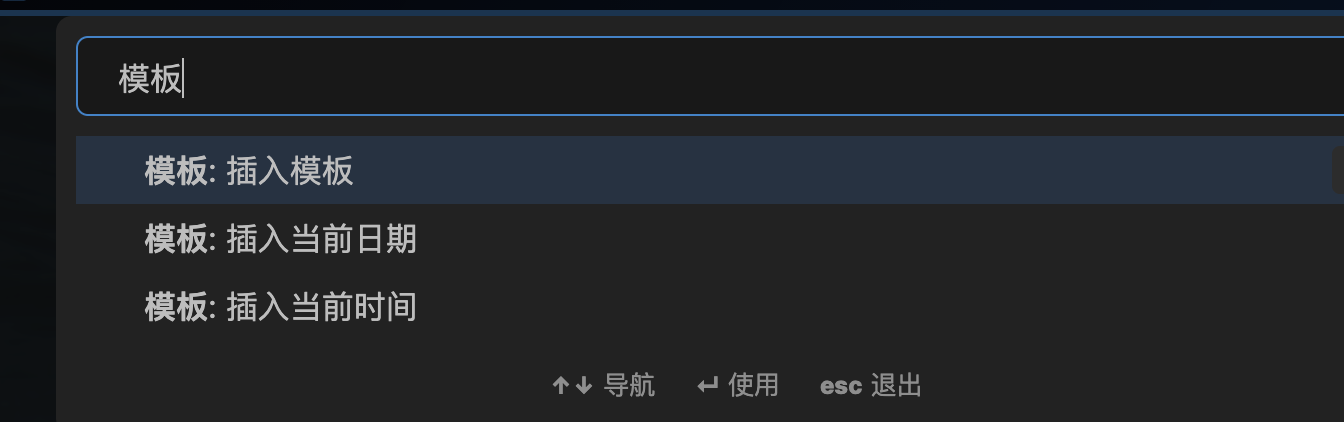 模板
模板: 插入模板
模板: 插入当前日期
模板: 插入当前时间
↑↓ 导航 ↵ 使用 esc 退出